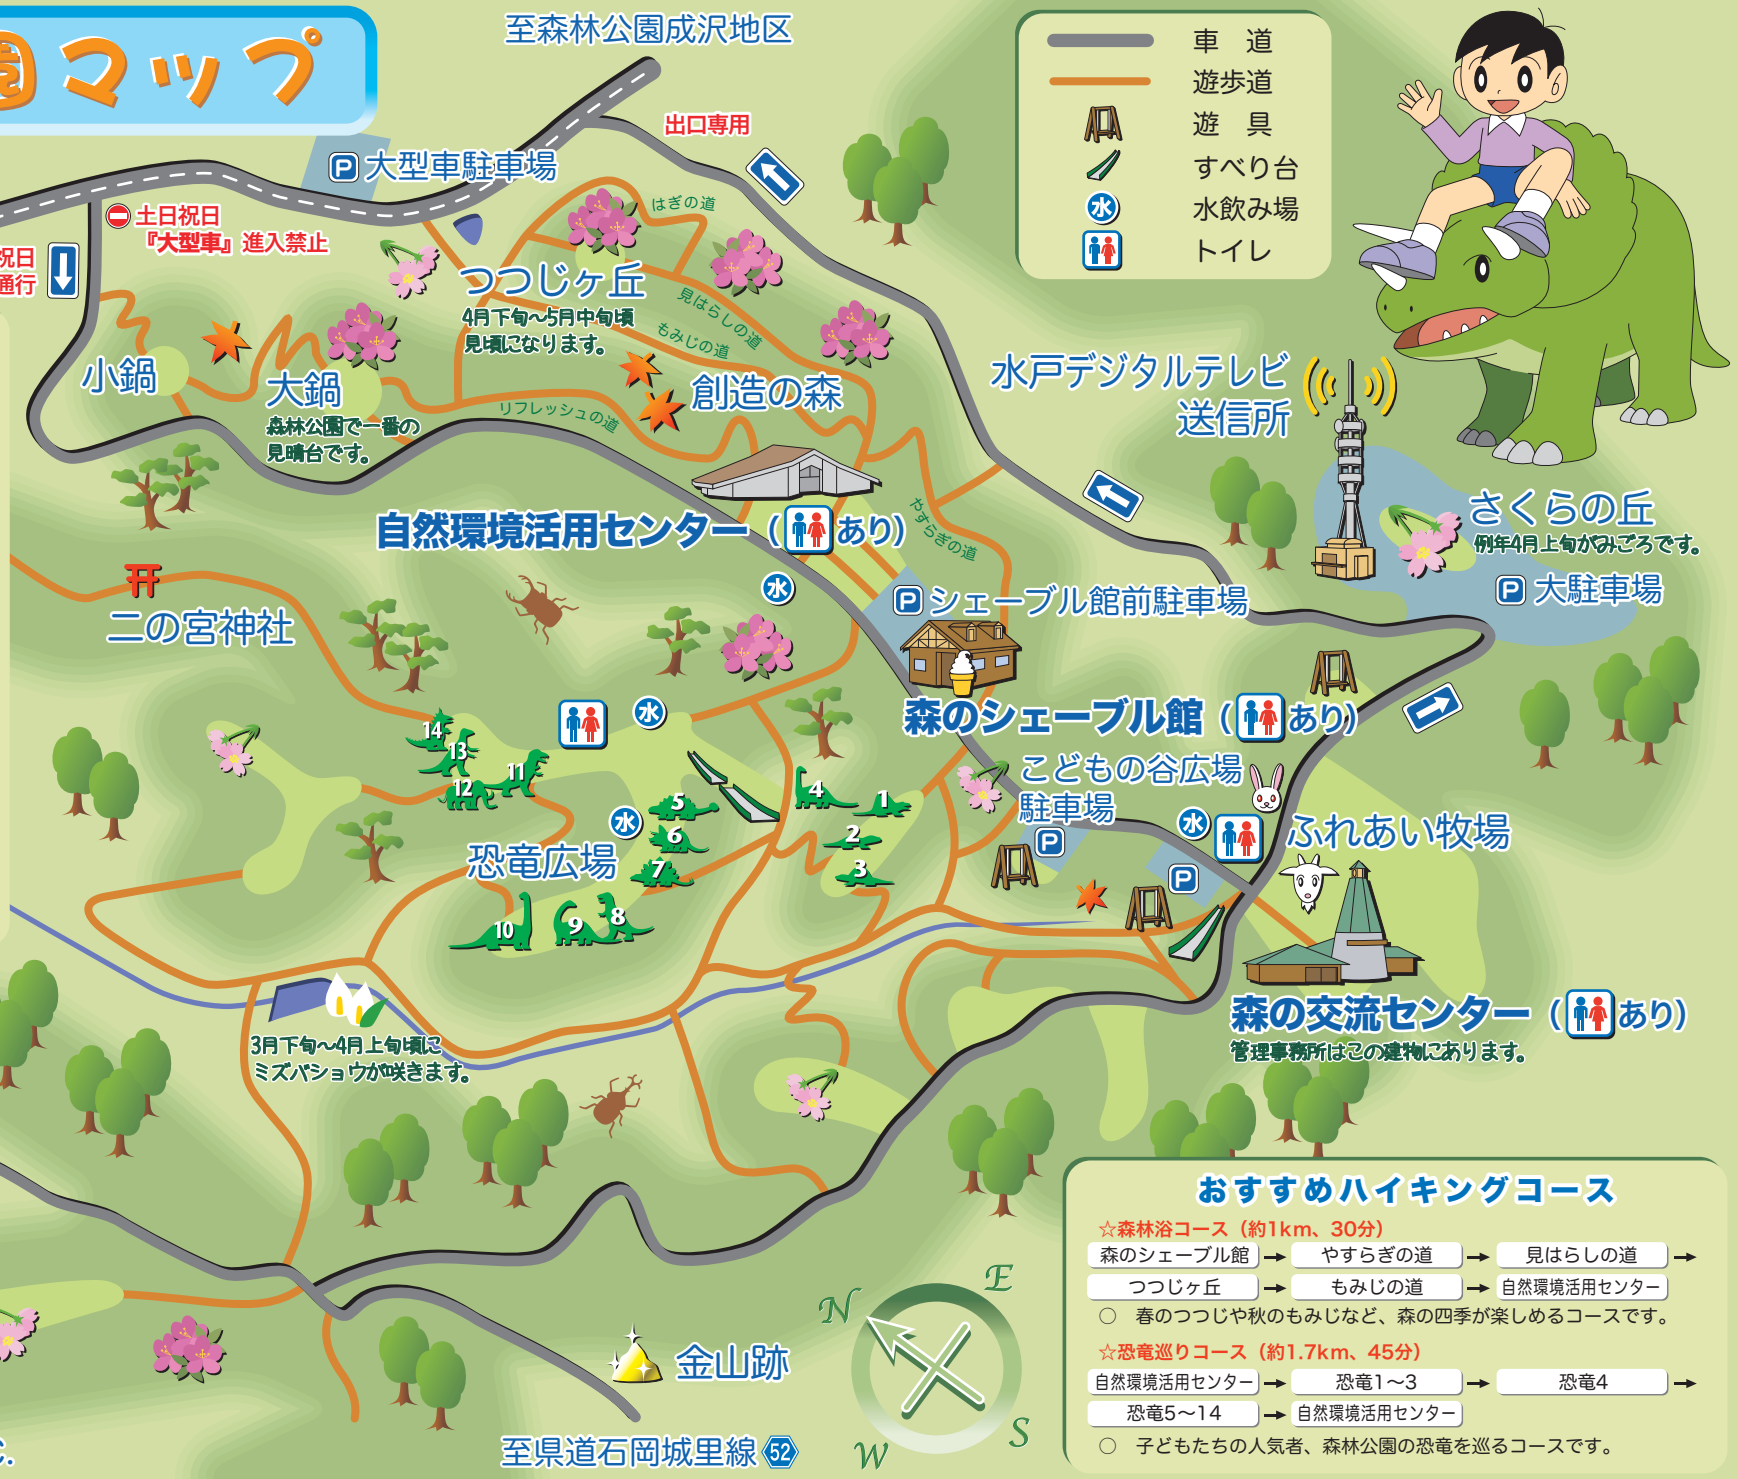 園マップ
至森林公園成沢地区
車　道
遊歩道
遊　具
すべり台
水飲み場
水
トイレ
出口専用
P 大型車駐車場
土日祝日
『大型車』進入禁止
祝日
通行
はぎの道
つつじヶ丘
4月下旬～5月中旬頃
見頃になります。
見はらしの道
もみじの道
小鍋
大鍋
森林公園で一番の
見晴台です。
リフレッシュの道
創造の森
水戸デジタルテレビ
送信所
さくらの丘
例年4月上旬がみごろです。
P 大駐車場
自然環境活用センター（あり）
やすらぎの道
水
P シェーブル館前駐車場
二の宮神社
森のシェーブル館（あり）
水
14
13
12
11
5
6
7
4
1
2
3
水
恐竜広場
10
9
8
こどもの谷広場
駐車場
P
水
P
ふれあい牧場
森の交流センター（あり）
管理事務所はこの建物にあります。
3月下旬～4月上旬頃に
ミズバショウが咲きます。
金山跡
至県道石岡城里線 52
N
E
S
W
おすすめハイキングコース
☆森林浴コース（約1km、30分）
森のシェーブル館→やすらぎの道→見はらしの道→
つつじヶ丘→もみじの道→自然環境活用センター
○　春のつつじや秋のもみじなど、森の四季が楽しめるコースです。
☆恐竜巡りコース（約1.7km、45分）
自然環境活用センター→恐竜1～3→恐竜4→
恐竜5～14→自然環境活用センター
○　子どもたちの人気者、森林公園の恐竜を巡るコースです。